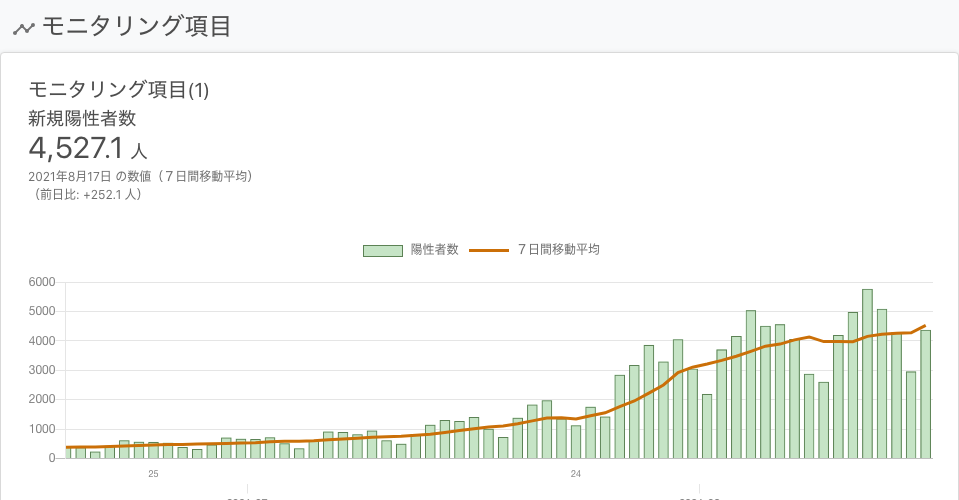 モニタリング項目
モニタリング項目(1)
新規陽性者数
4,527.1 人
2021年8月17日 の数値（７日間移動平均）
（前日比: +252.1 人）
陽性者数 ７日間移動平均
6000
5000
4000
3000
2000
1000
0
25 24